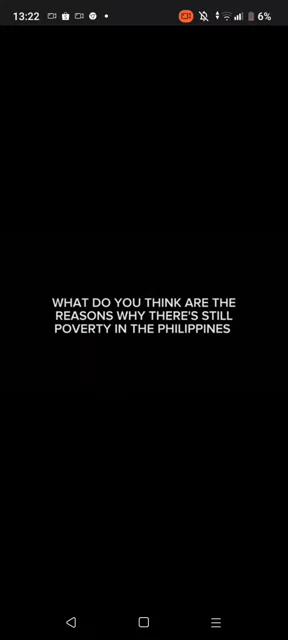 13:22 6%
WHAT DO YOU THINK ARE THE
REASONS WHY THERE'S STILL
POVERTY IN THE PHILIPPINES